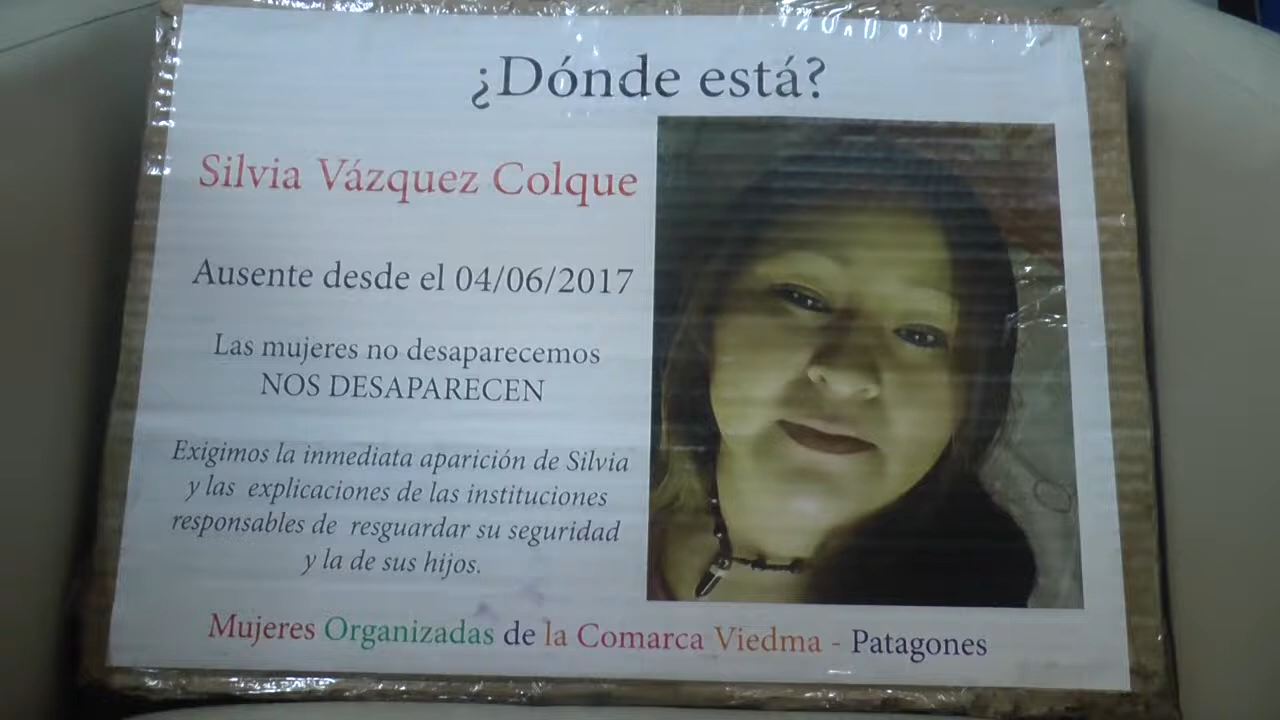 ¿Dónde está?
Silvia Vázquez Colque
Ausente desde el 04/06/2017
Las mujeres no desaparecemos
NOS DESAPARECEN
Exigimos la inmediata aparición de Silvia
y las explicaciones de las instituciones
responsables de resguardar su seguridad
y la de sus hijos.
Mujeres Organizadas de la Comarca Viedma - Patagones